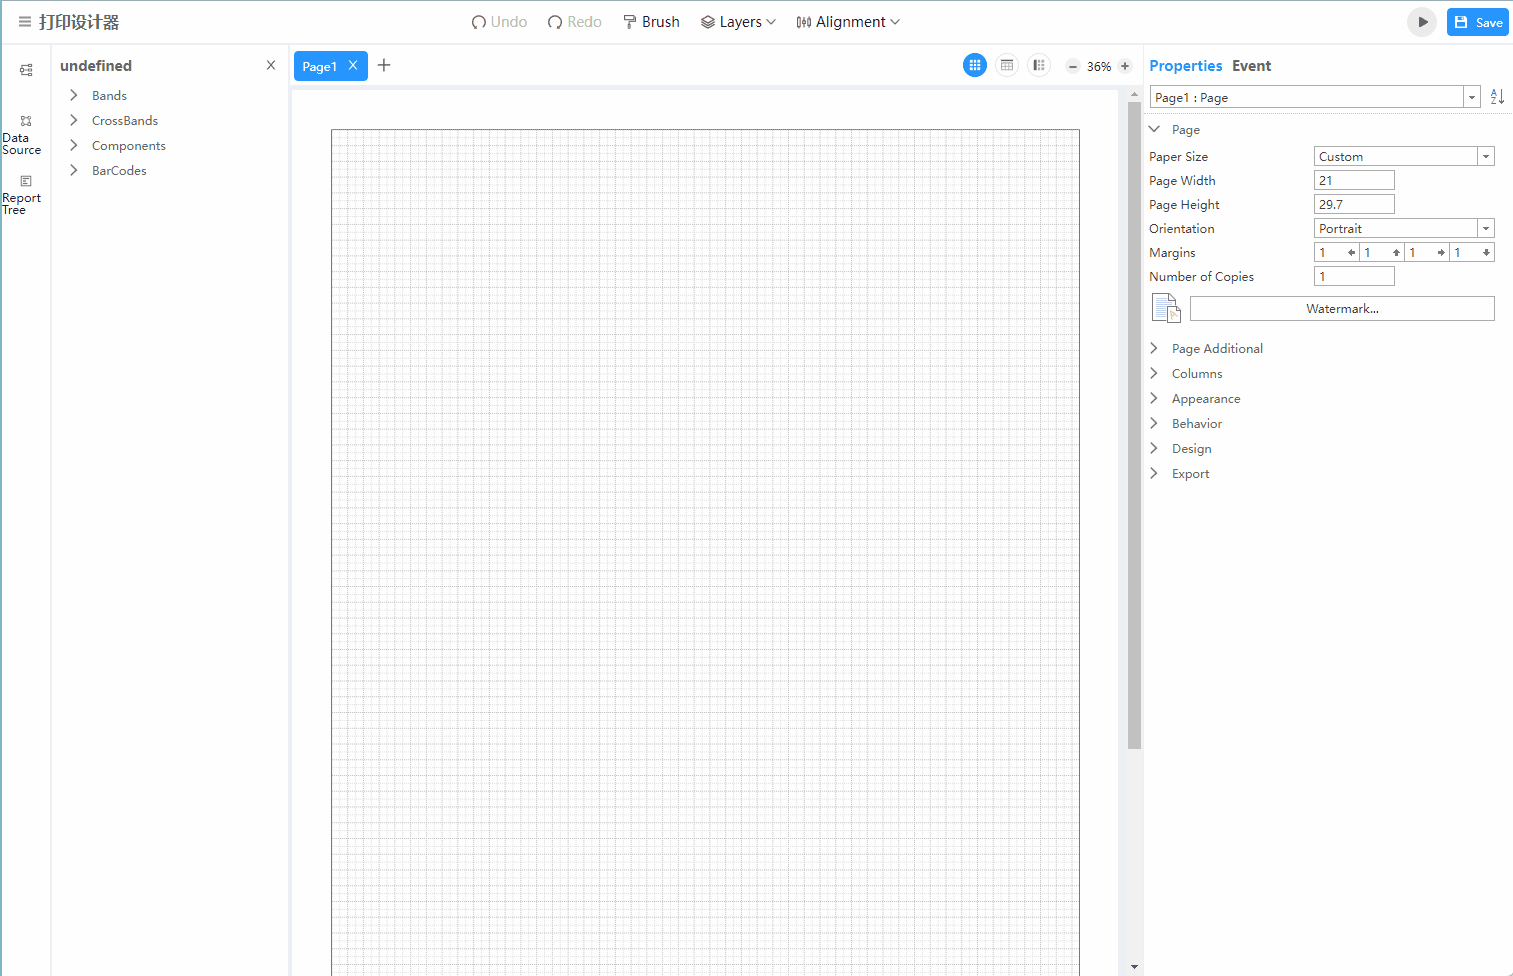 打印设计器
Undo
Redo
Brush
Layers
Alignment
Save
undefined
Bands
CrossBands
Components
BarCodes
Data
Source
Report
Tree
Page1
36%
Properties
Event
Page1 : Page
A
Z
Page
Paper Size
Custom
Page Width
21
Page Height
29.7
Orientation
Portrait
Margins
1
1
1
1
Number of Copies
1
Watermark...
Page Additional
Columns
Appearance
Behavior
Design
Export